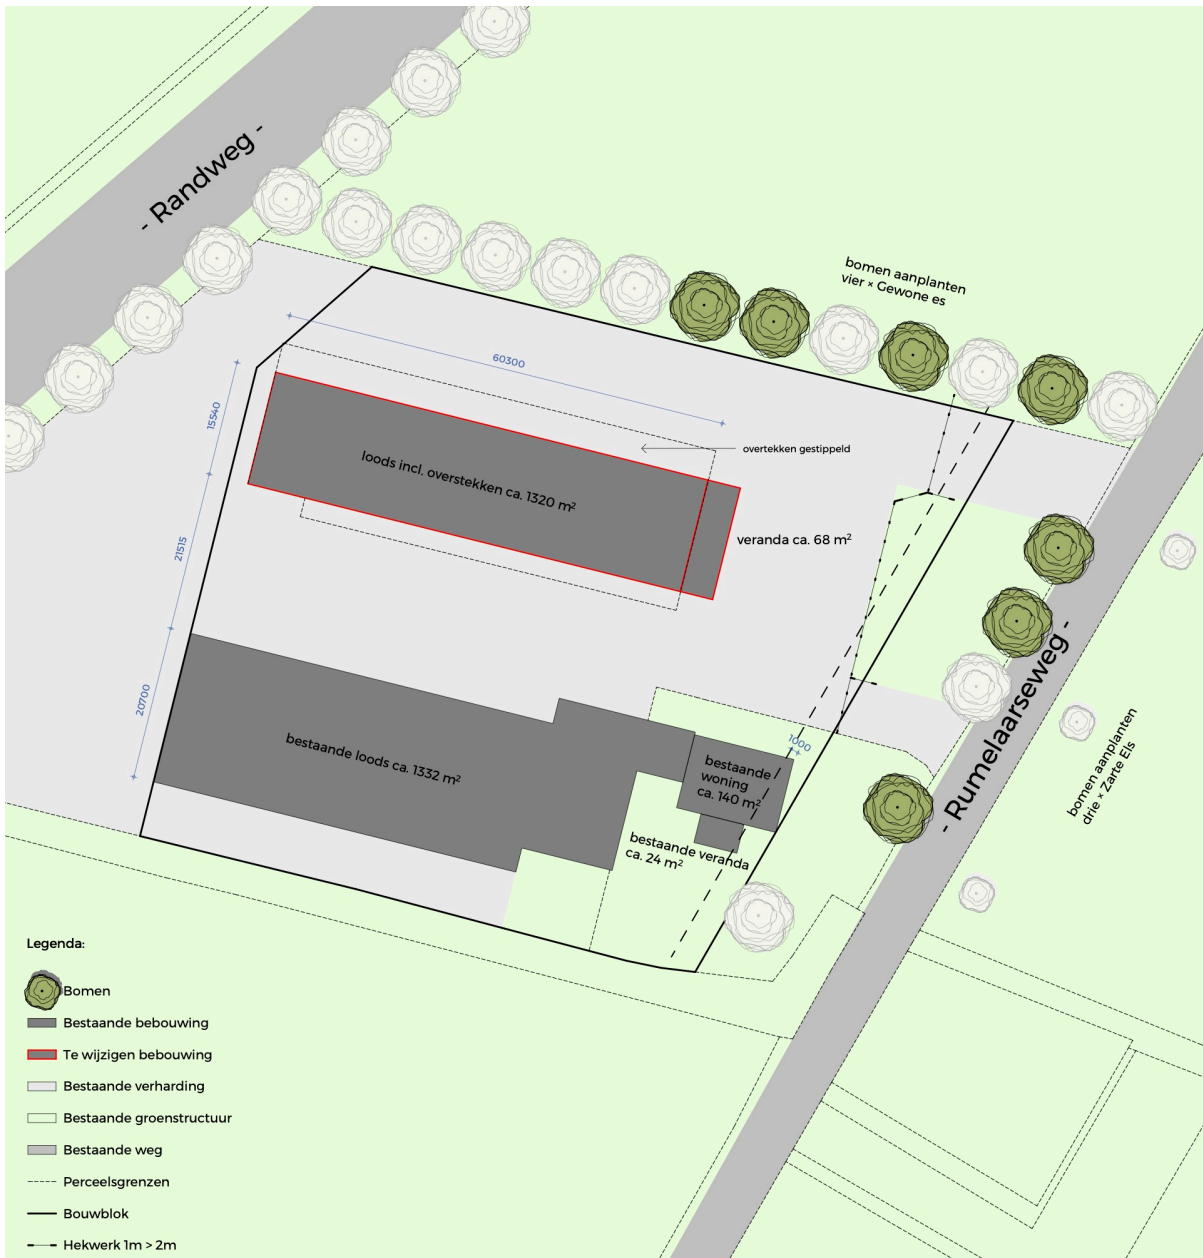 - Randweg -
bomen aanplanten
vier × Gewone es
60300
15540
overtekken gestippeld
loods incl. overstekken ca. 1320 m²
veranda ca. 68 m²
21515
20700
bestaande loods ca. 1332 m²
1000
bestaande
woning
ca. 140 m²
bestaande veranda
ca. 24 m²
- Rumelaarseweg -
bomen aanplanten
drie × Zarte Els
Legenda:
Bomen
Bestaande bebouwing
Te wijzigen bebouwing
Bestaande verharding
Bestaande groenstructuur
Bestaande weg
Perceelsgrenzen
Bouwblok
Hekwerk 1m > 2m